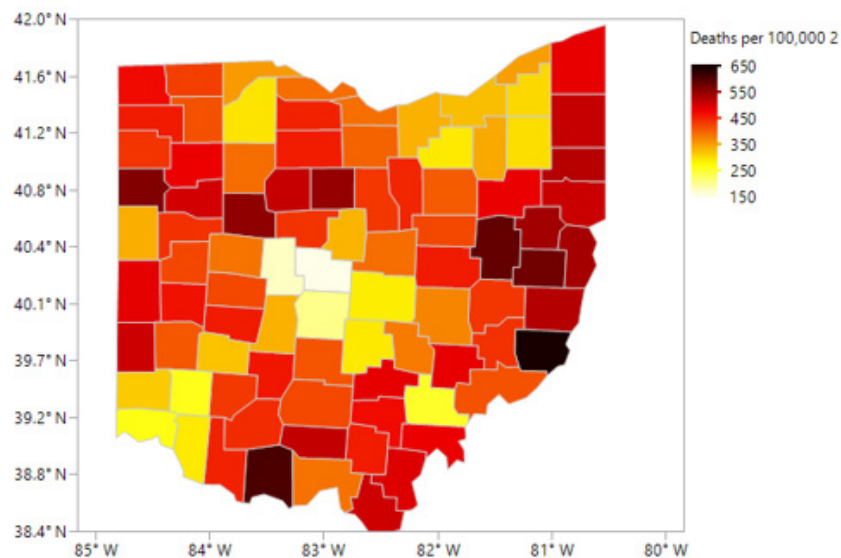 42.0° N
Deaths per 100,000 2
650
41.6° N
550
41.2° N
450
350
40.8° N
250
150
40.4° N
40.1° N
39.7° N
39.2° N
38.8° N
38.4° N
85° W 84° W 83° W 82° W 81° W 80° W